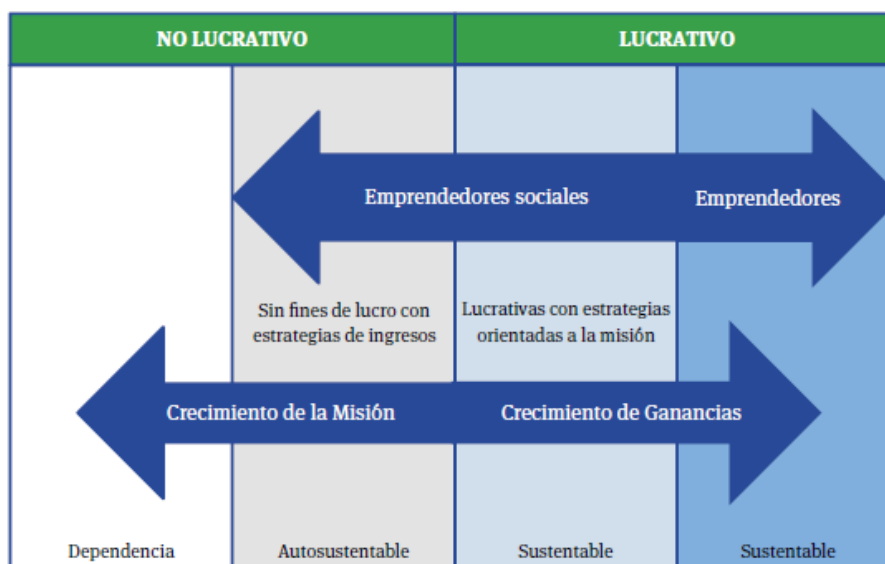 NO LUCRATIVO
LUCRATIVO
Emprendedores sociales
Emprendedores
Sin fines de lucro con
estrategias de ingresos
Lucrativas con estrategias
orientadas a la misión
Crecimiento de la Misión
Crecimiento de Ganancias
Dependencia
Autosustentable
Sustentable
Sustentable